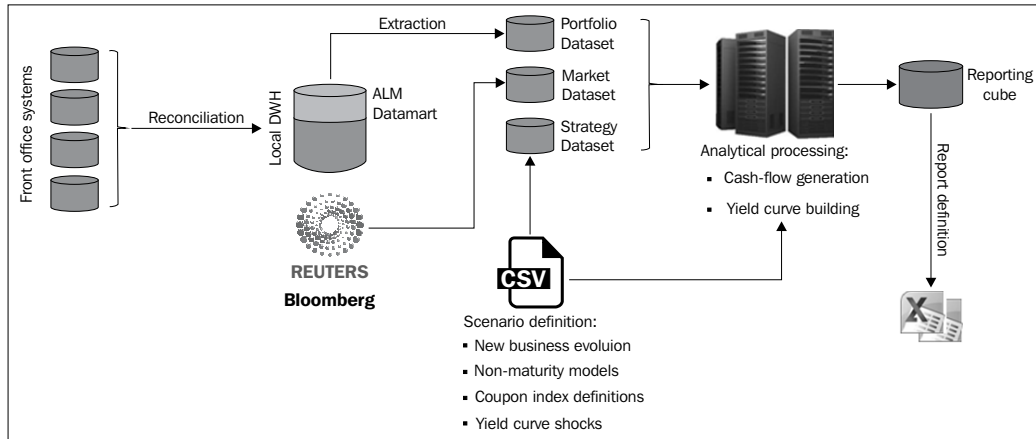 Front office systems
Reconciliation
Extraction
Local DWH
ALM
Datamart
REUTERS
Bloomberg
Portfolio
Dataset
Market
Dataset
Strategy
Dataset
CSV
Scenario definition:
▪ New business evoluion
▪ Non-maturity models
▪ Coupon index definitions
▪ Yield curve shocks
Analytical processing:
▪ Cash-flow generation
▪ Yield curve building
Reporting
cube
Report definition
X